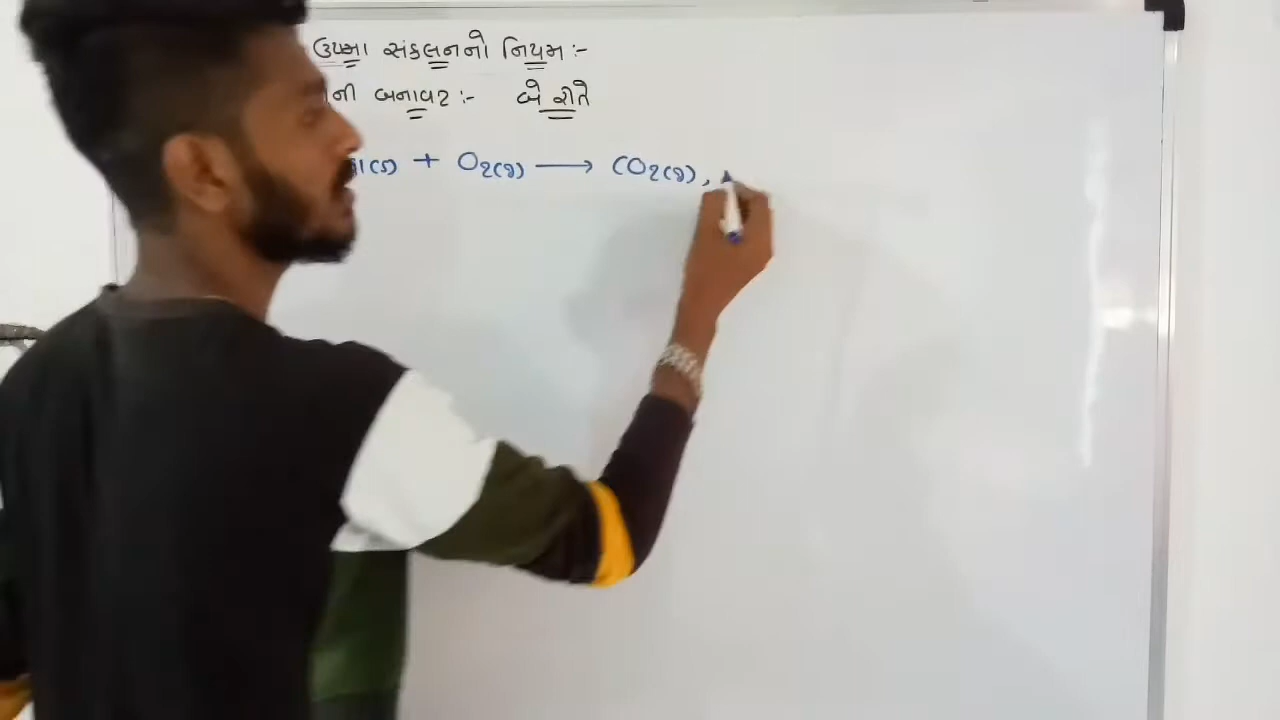 ઉષ્મા સંકલનનો નિયમ :-
ની બનાવટ :- બે રીતે
(s) + O2(g) ⟶ CO2(g) ,